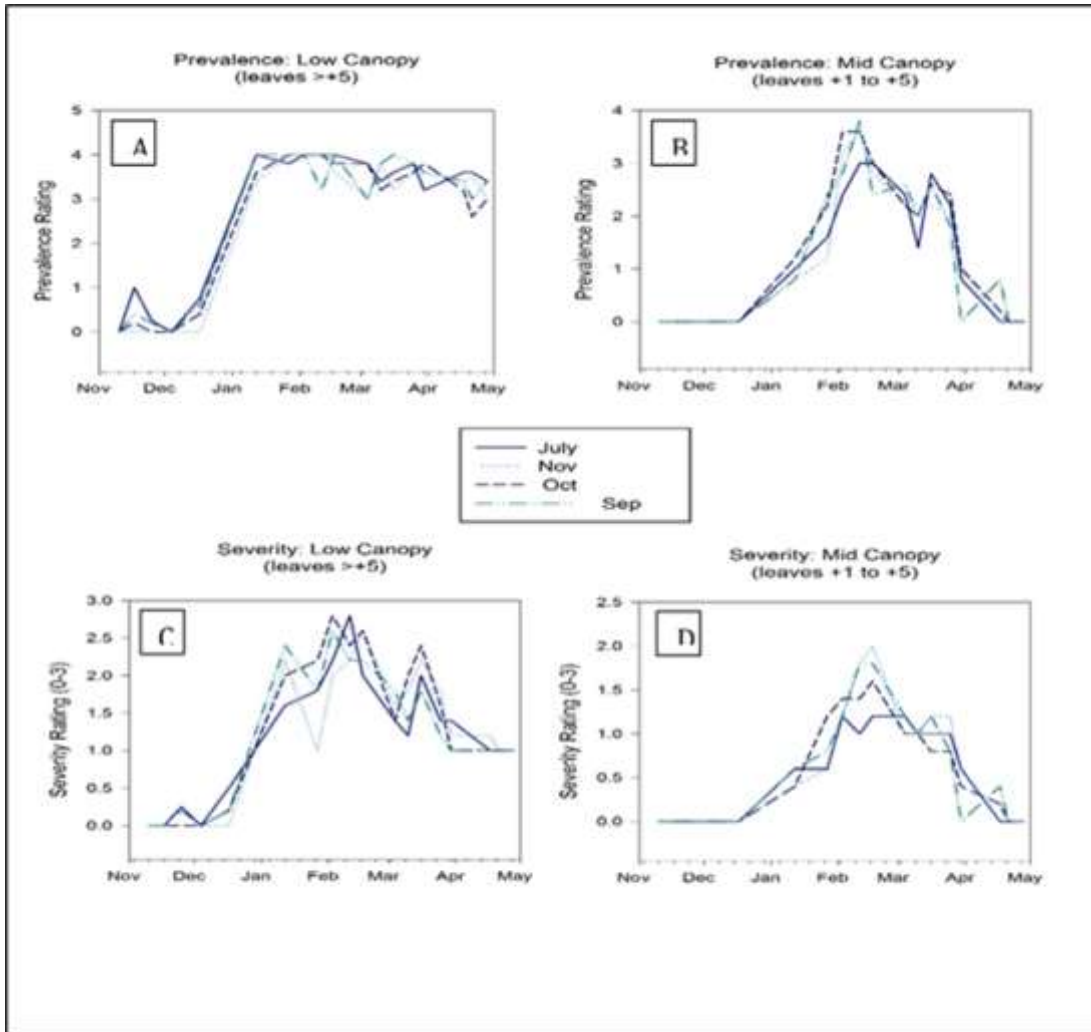 Prevalence: Low Canopy
(leaves >+5)
A
Prevalence Rating
5
4
3
2
1
0
Nov Dec Jan Feb Mar Apr May
Prevalence: Mid Canopy
(leaves +1 to +5)
B
Prevalence Rating
4
3
2
1
0
Nov Dec Jan Feb Mar Apr May
July
Nov
Oct
Sep
Severity: Low Canopy
(leaves >+5)
C
Severity Rating (0-3)
3.0
2.5
2.0
1.5
1.0
0.5
0.0
Nov Dec Jan Feb Mar Apr May
Severity: Mid Canopy
(leaves +1 to +5)
D
Severity Rating (0-3)
2.5
2.0
1.5
1.0
0.5
0.0
Nov Dec Jan Feb Mar Apr May